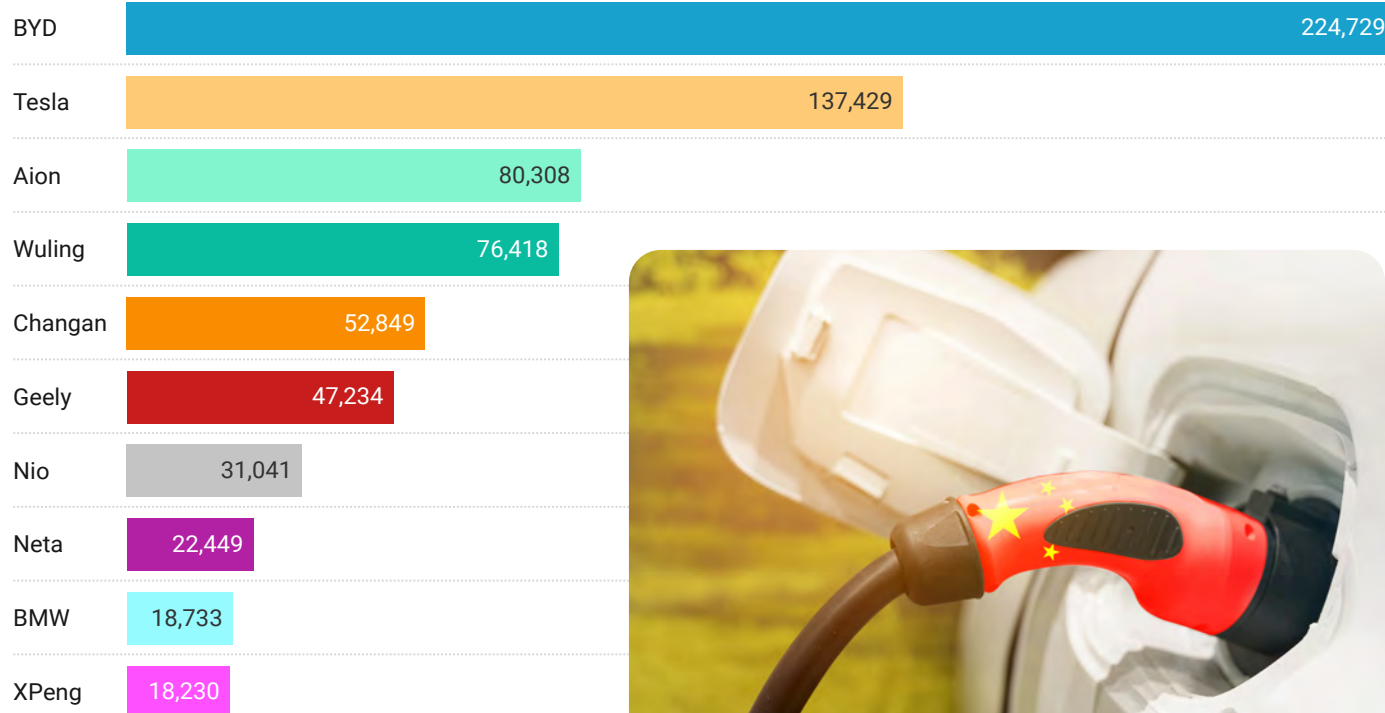 BYD 224,729
Tesla 137,429
Aion 80,308
Wuling 76,418
Changan 52,849
Geely 47,234
Nio 31,041
Neta 22,449
BMW 18,733
XPeng 18,230